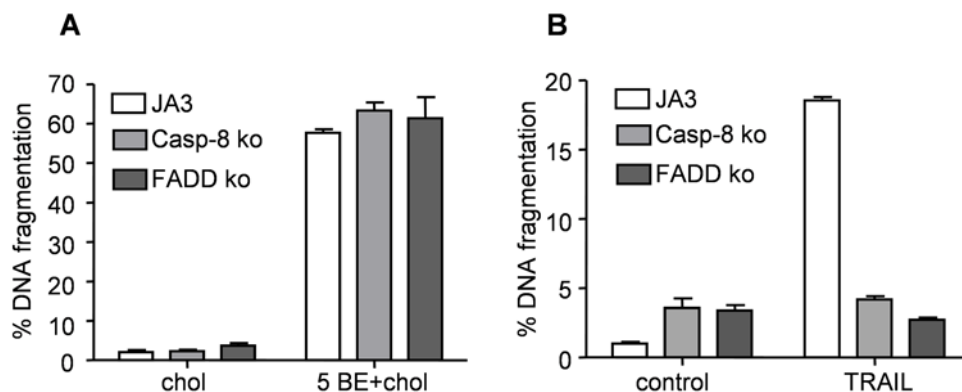 A
% DNA fragmentation
70
60
50
40
30
20
10
0
JA3
Casp-8 ko
FADD ko
chol
5 BE+chol
B
% DNA fragmentation
20
15
10
5
0
JA3
Casp-8 ko
FADD ko
control
TRAIL